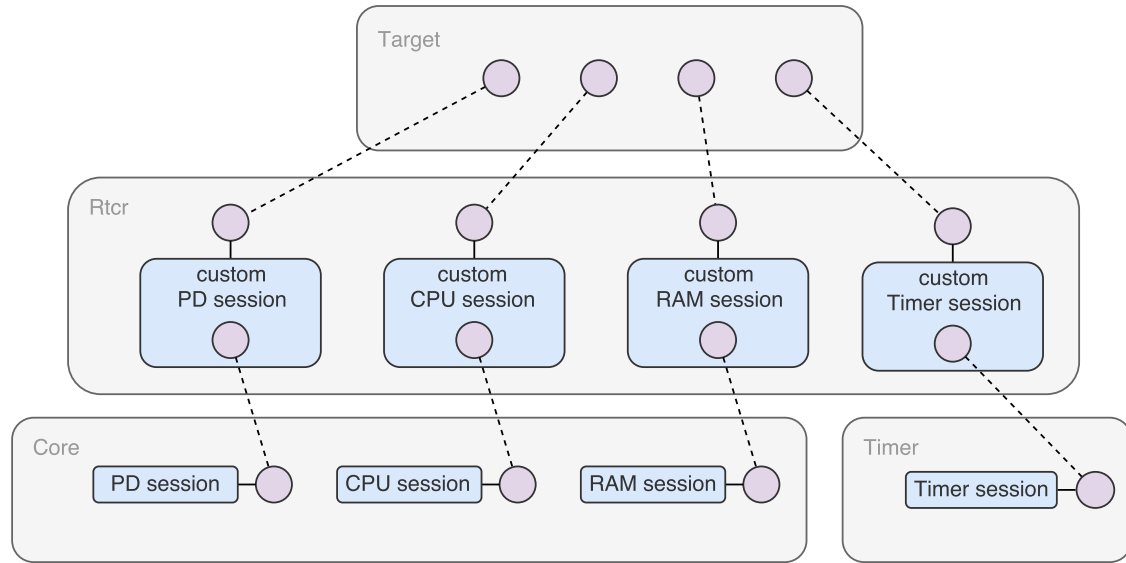 Target
Rtcr
custom
PD session
custom
CPU session
custom
RAM session
custom
Timer session
Core
PD session
CPU session
RAM session
Timer
Timer session